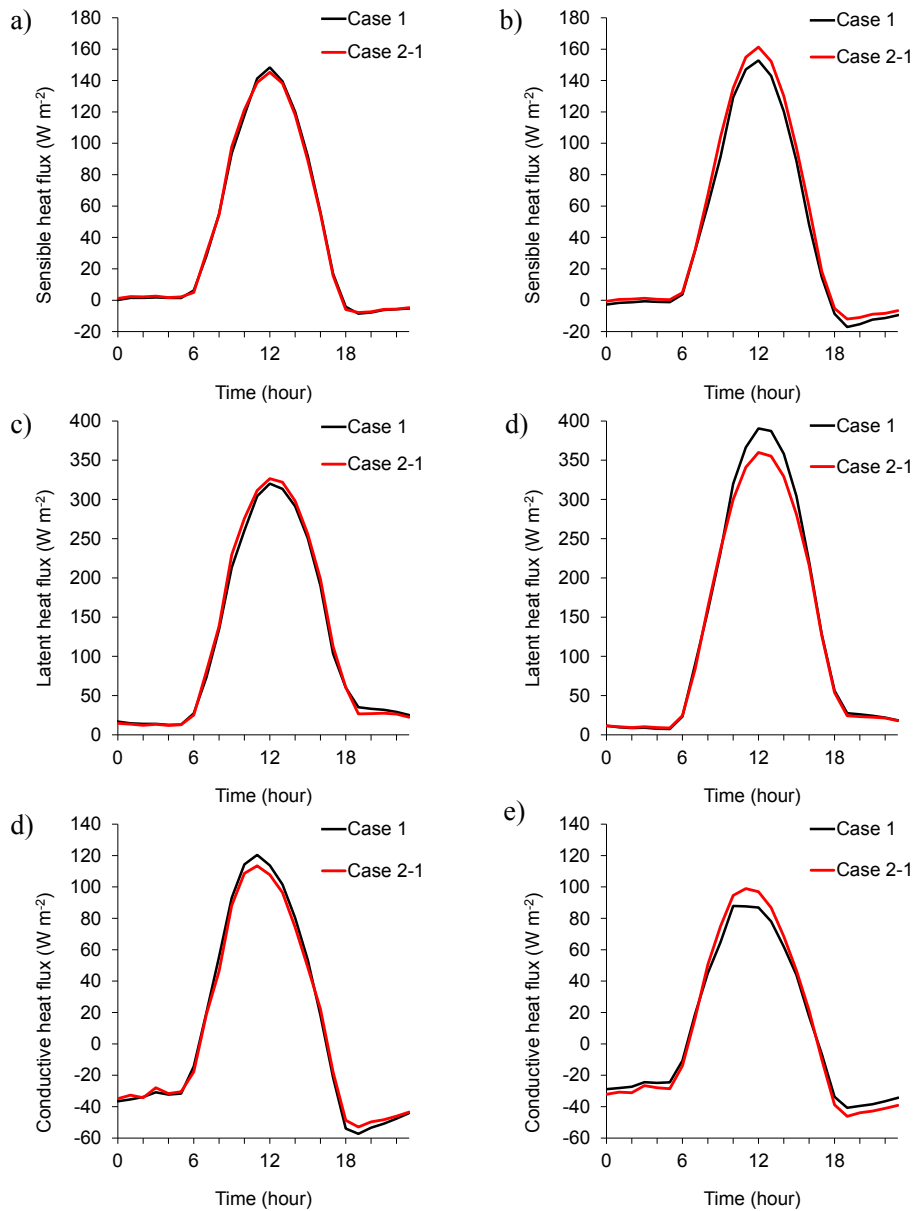 a)
Case 1
Case 2-1
Sensible heat flux (W m-2)
180
160
140
120
100
80
60
40
20
0
-20
0
6
12
18
Time (hour)
b)
Case 1
Case 2-1
Sensible heat flux (W m-2)
180
160
140
120
100
80
60
40
20
0
-20
0
6
12
18
Time (hour)
c)
Case 1
Case 2-1
Latent heat flux (W m-2)
400
350
300
250
200
150
100
50
0
0
6
12
18
Time (hour)
d)
Case 1
Case 2-1
Latent heat flux (W m-2)
400
350
300
250
200
150
100
50
0
0
6
12
18
Time (hour)
d)
Case 1
Case 2-1
Conductive heat flux (W m-2)
140
120
100
80
60
40
20
0
-20
-40
-60
0
6
12
18
Time (hour)
e)
Case 1
Case 2-1
Conductive heat flux (W m-2)
140
120
100
80
60
40
20
0
-20
-40
-60
0
6
12
18
Time (hour)